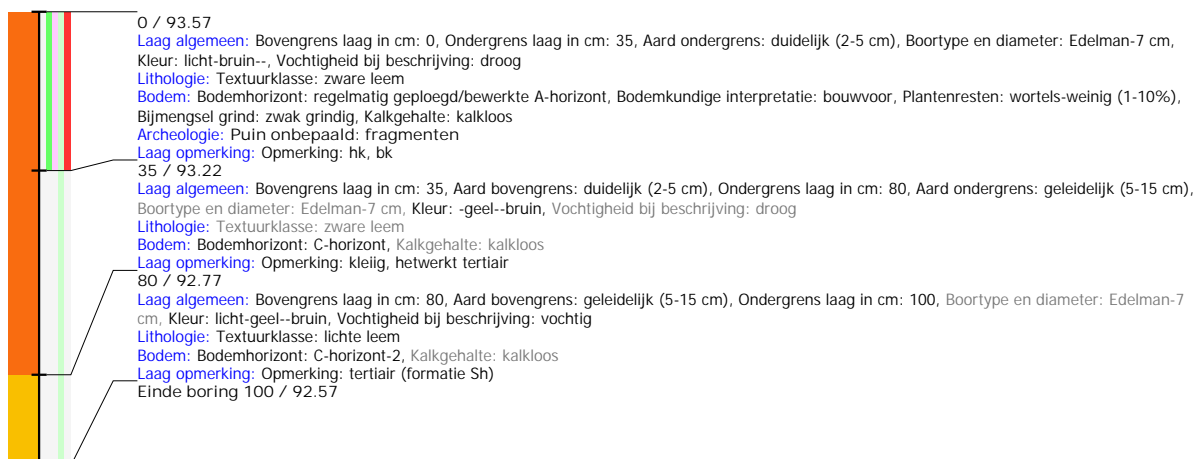 0 / 93.57
Laag algemeen: Bovengrens laag in cm: 0, Ondergrens laag in cm: 35, Aard ondergrens: duidelijk (2-5 cm), Boortype en diameter: Edelman-7 cm,
Kleur: licht-bruin--, Vochtigheid bij beschrijving: droog
Lithologie: Textuurklasse: zware leem
Bodem: Bodemhorizont: regelmatig geploegd/bewerkte A-horizont, Bodemkundige interpretatie: bouwvoor, Plantenresten: wortels-weinig (1-10%),
Bijmengsel grind: zwak grindig, Kalkgehalte: kalkloos
Archeologie: Puin onbepaald: fragmenten
Laag opmerking: Opmerking: hk, bk
35 / 93.22
Laag algemeen: Bovengrens laag in cm: 35, Aard bovengrens: duidelijk (2-5 cm), Ondergrens laag in cm: 80, Aard ondergrens: geleidelijk (5-15 cm),
Boortype en diameter: Edelman-7 cm, Kleur: -geel--bruin, Vochtigheid bij beschrijving: droog
Lithologie: Textuurklasse: zware leem
Bodem: Bodemhorizont: C-horizont, Kalkgehalte: kalkloos
Laag opmerking: Opmerking: kleiig, hetwerkt tertiair
80 / 92.77
Laag algemeen: Bovengrens laag in cm: 80, Aard bovengrens: geleidelijk (5-15 cm), Ondergrens laag in cm: 100, Boortype en diameter: Edelman-7
cm, Kleur: licht-geel--bruin, Vochtigheid bij beschrijving: vochtig
Lithologie: Textuurklasse: lichte leem
Bodem: Bodemhorizont: C-horizont-2, Kalkgehalte: kalkloos
Laag opmerking: Opmerking: tertiair (formatie Sh)
Einde boring 100 / 92.57